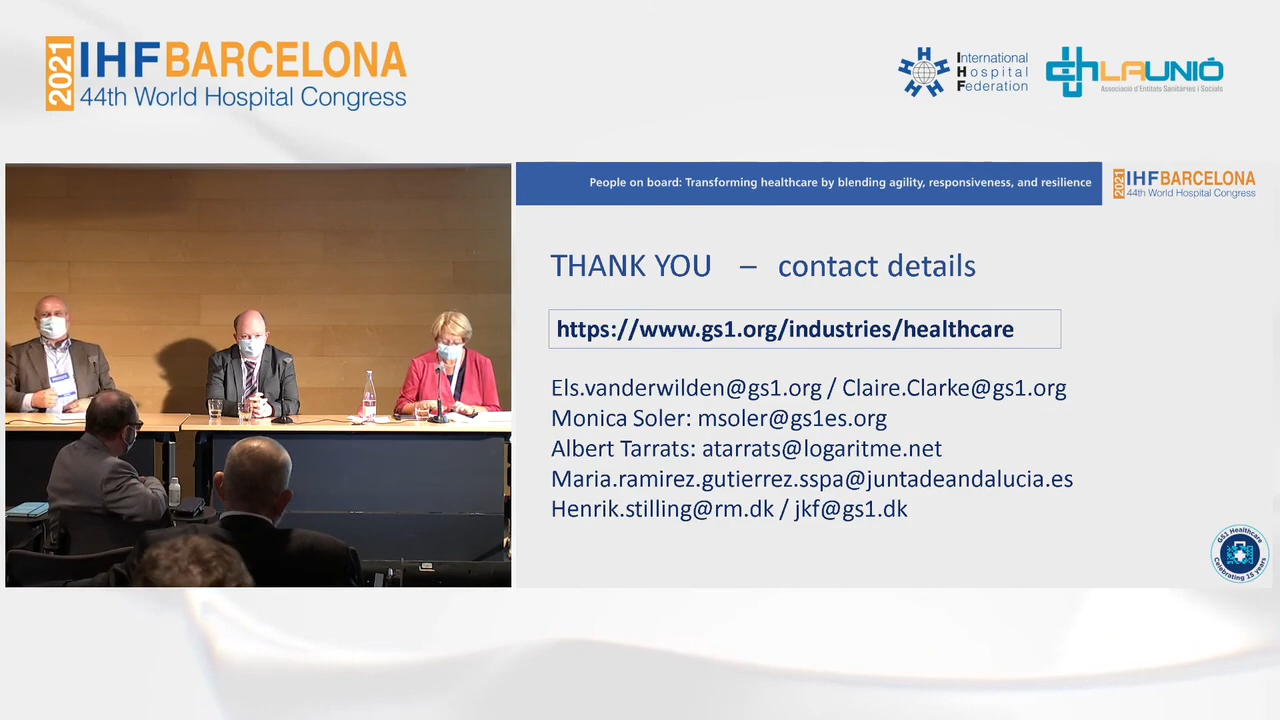 2021 IHF BARCELONA
44th World Hospital Congress
International
Hospital
Federation
LA UNIÓ
Associació d'Entitats Sanitàries i Socials
People on board: Transforming healthcare by blending agility, responsiveness, and resilience
2021 IHF BARCELONA
44th World Hospital Congress
THANK YOU – contact details
https://www.gs1.org/industries/healthcare
Els.vanderwilden@gs1.org / Claire.Clarke@gs1.org
Monica Soler: msoler@gs1es.org
Albert Tarrats: atarrats@logaritme.net
Maria.ramirez.gutierrez.sspa@juntadeandalucia.es
Henrik.stilling@rm.dk / jkf@gs1.dk
GS1 Healthcare
Celebrating 15 years